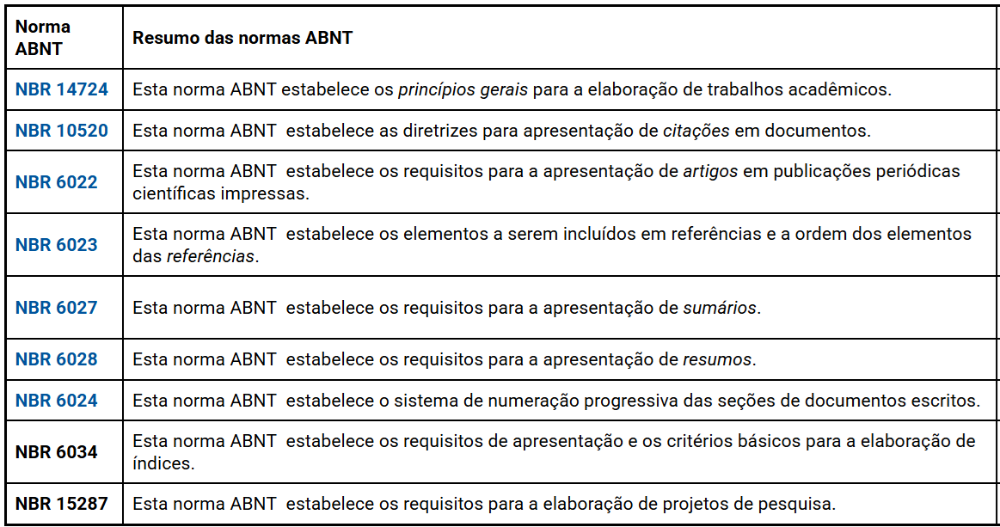 Norma
ABNT
Resumo das normas ABNT
NBR 14724
Esta norma ABNT estabelece os princípios gerais para a elaboração de trabalhos acadêmicos.
NBR 10520
Esta norma ABNT  estabelece as diretrizes para apresentação de citações em documentos.
NBR 6022
Esta norma ABNT  estabelece os requisitos para a apresentação de artigos em publicações periódicas
científicas impressas.
NBR 6023
Esta norma ABNT  estabelece os elementos a serem incluídos em referências e a ordem dos elementos
das referências.
NBR 6027
Esta norma ABNT  estabelece os requisitos para a apresentação de sumários.
NBR 6028
Esta norma ABNT  estabelece os requisitos para a apresentação de resumos.
NBR 6024
Esta norma ABNT  estabelece o sistema de numeração progressiva das seções de documentos escritos.
NBR 6034
Esta norma ABNT  estabelece os requisitos de apresentação e os critérios básicos para a elaboração de
índices.
NBR 15287
Esta norma ABNT  estabelece os requisitos para a elaboração de projetos de pesquisa.